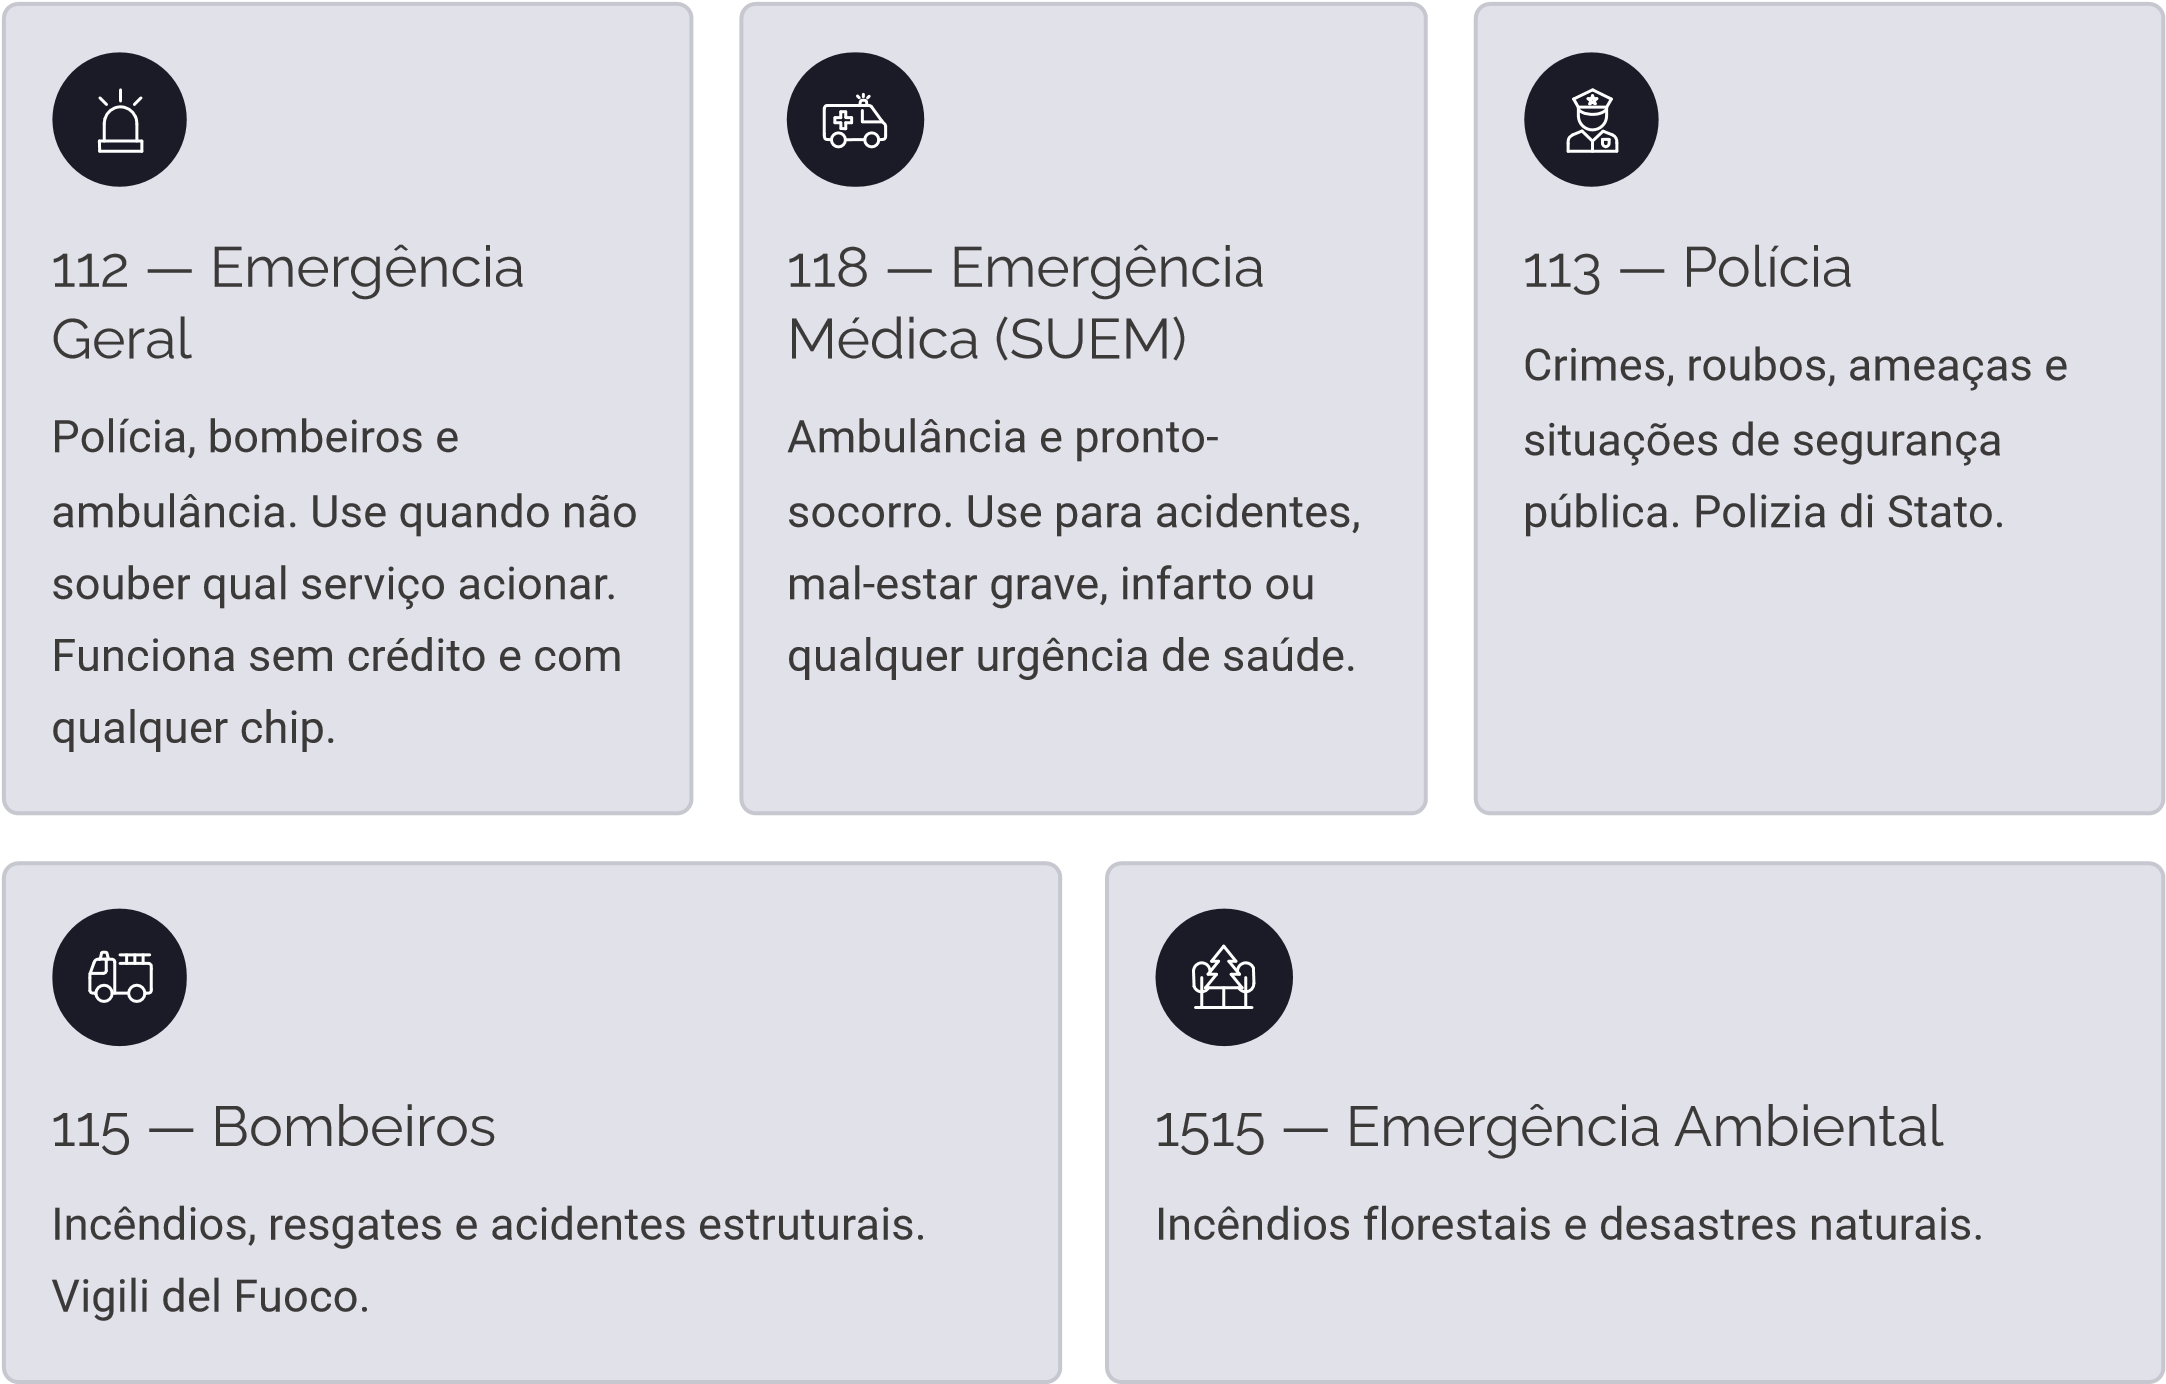 112 — Emergência
Geral
Polícia, bombeiros e
ambulância. Use quando não
souber qual serviço acionar.
Funciona sem crédito e com
qualquer chip.
118 — Emergência
Médica (SUEM)
Ambulância e pronto-
socorro. Use para acidentes,
mal-estar grave, infarto ou
qualquer urgência de saúde.
113 — Polícia
Crimes, roubos, ameaças e
situações de segurança
pública. Polizia di Stato.
115 — Bombeiros
Incêndios, resgates e acidentes estruturais.
Vigili del Fuoco.
1515 — Emergência Ambiental
Incêndios florestais e desastres naturais.